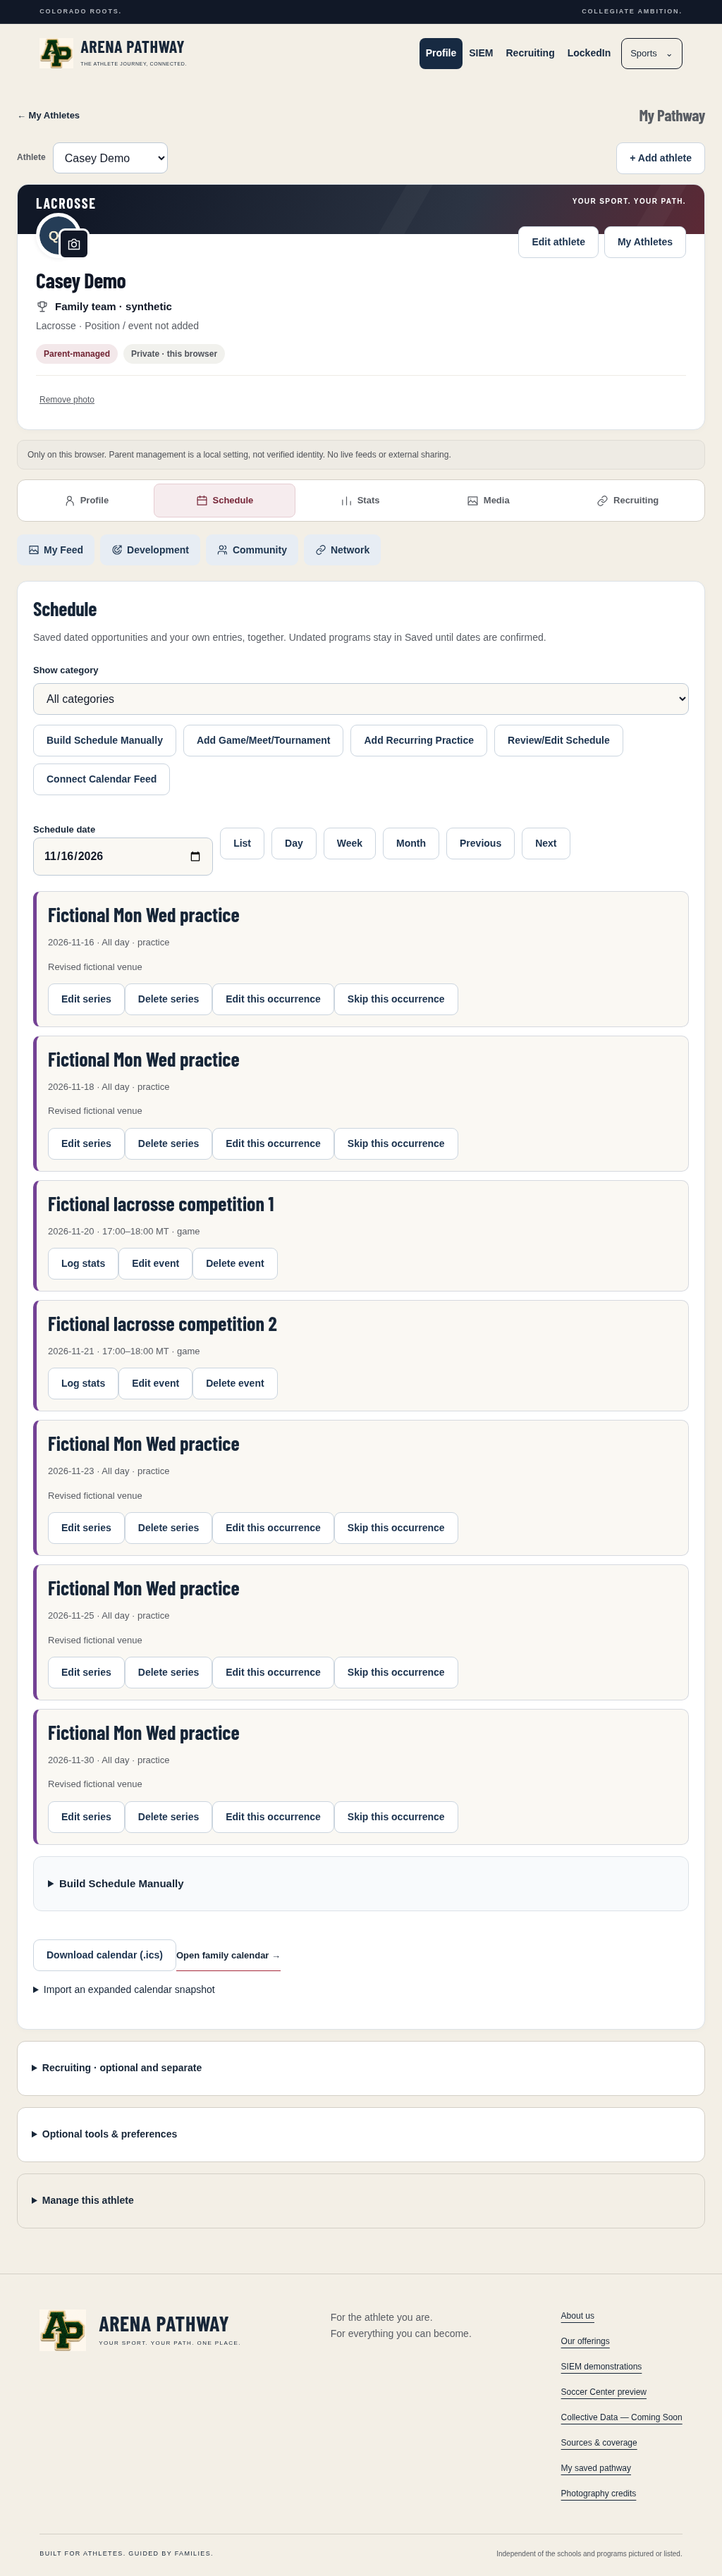 COLORADO ROOTS.
COLLEGIATE AMBITION.
ARENA PATHWAY
THE ATHLETE JOURNEY, CONNECTED.
Profile
SIEM
Recruiting
LockedIn
Sports
← My Athletes
My Pathway
Athlete
Casey Demo
+ Add athlete
LACROSSE
YOUR SPORT. YOUR PATH.
Edit athlete
My Athletes
Casey Demo
Family team · synthetic
Lacrosse · Position / event not added
Parent-managed
Private · this browser
Remove photo
Only on this browser. Parent management is a local setting, not verified identity. No live feeds or external sharing.
Profile
Schedule
Stats
Media
Recruiting
My Feed
Development
Community
Network
Schedule
Saved dated opportunities and your own entries, together. Undated programs stay in Saved until dates are confirmed.
Show category
All categories
Build Schedule Manually
Add Game/Meet/Tournament
Add Recurring Practice
Review/Edit Schedule
Connect Calendar Feed
Schedule date
11/16/2026
List
Day
Week
Month
Previous
Next
Fictional Mon Wed practice
2026-11-16 · All day · practice
Revised fictional venue
Edit series
Delete series
Edit this occurrence
Skip this occurrence
Fictional Mon Wed practice
2026-11-18 · All day · practice
Revised fictional venue
Edit series
Delete series
Edit this occurrence
Skip this occurrence
Fictional lacrosse competition 1
2026-11-20 · 17:00–18:00 MT · game
Log stats
Edit event
Delete event
Fictional lacrosse competition 2
2026-11-21 · 17:00–18:00 MT · game
Log stats
Edit event
Delete event
Fictional Mon Wed practice
2026-11-23 · All day · practice
Revised fictional venue
Edit series
Delete series
Edit this occurrence
Skip this occurrence
Fictional Mon Wed practice
2026-11-25 · All day · practice
Revised fictional venue
Edit series
Delete series
Edit this occurrence
Skip this occurrence
Fictional Mon Wed practice
2026-11-30 · All day · practice
Revised fictional venue
Edit series
Delete series
Edit this occurrence
Skip this occurrence
Build Schedule Manually
Download calendar (.ics)
Open family calendar →
Import an expanded calendar snapshot
Recruiting · optional and separate
Optional tools & preferences
Manage this athlete
ARENA PATHWAY
YOUR SPORT. YOUR PATH. ONE PLACE.
For the athlete you are.
For everything you can become.
About us
Our offerings
SIEM demonstrations
Soccer Center preview
Collective Data — Coming Soon
Sources & coverage
My saved pathway
Photography credits
BUILT FOR ATHLETES. GUIDED BY FAMILIES.
Independent of the schools and programs pictured or listed.